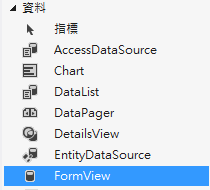 資料
指標
AccessDataSource
Chart
DataList
DataPager
DetailsView
EntityDataSource
FormView